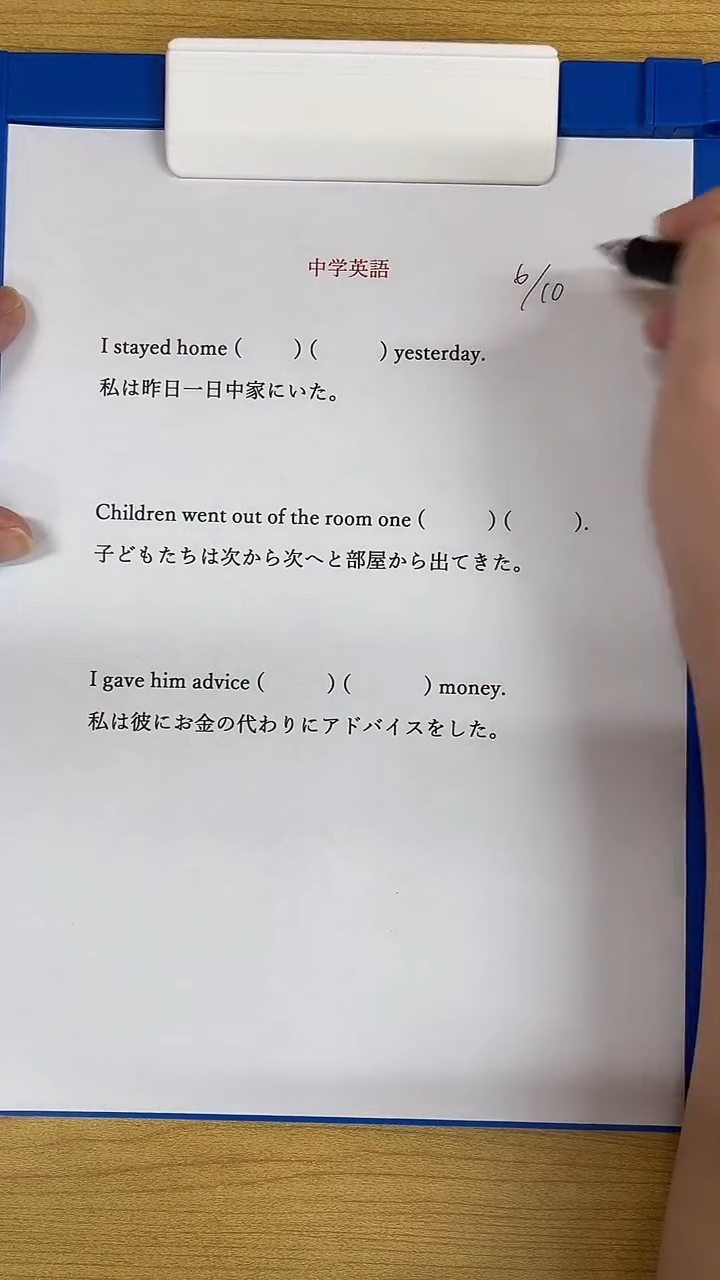 中学英語
6/10
I stayed home (　　) (　　) yesterday.
私は昨日一日中家にいた。
Children went out of the room one (　　) (　　).
子どもたちは次から次へと部屋から出てきた。
I gave him advice (　　) (　　) money.
私は彼にお金の代わりにアドバイスをした。